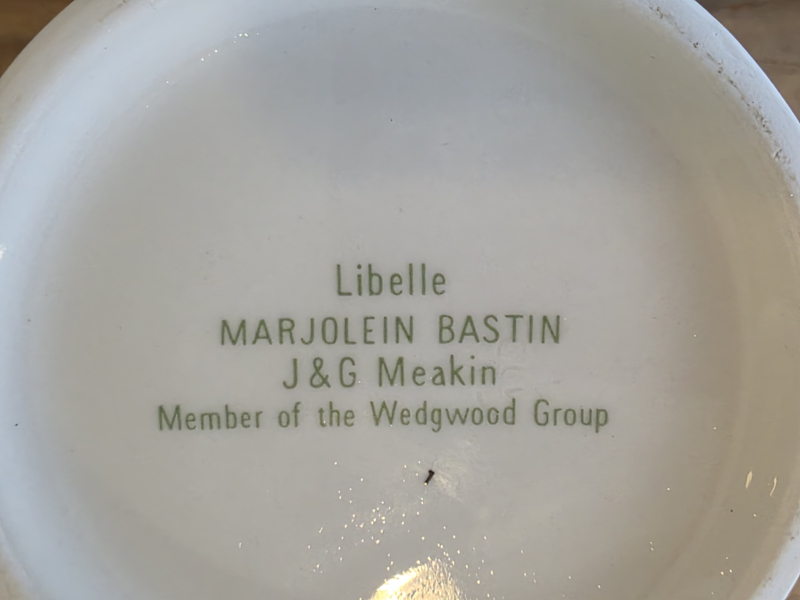 Libelle
MARJOLEIN BASTIN
J&G Meakin
Member of the Wedgwood Group